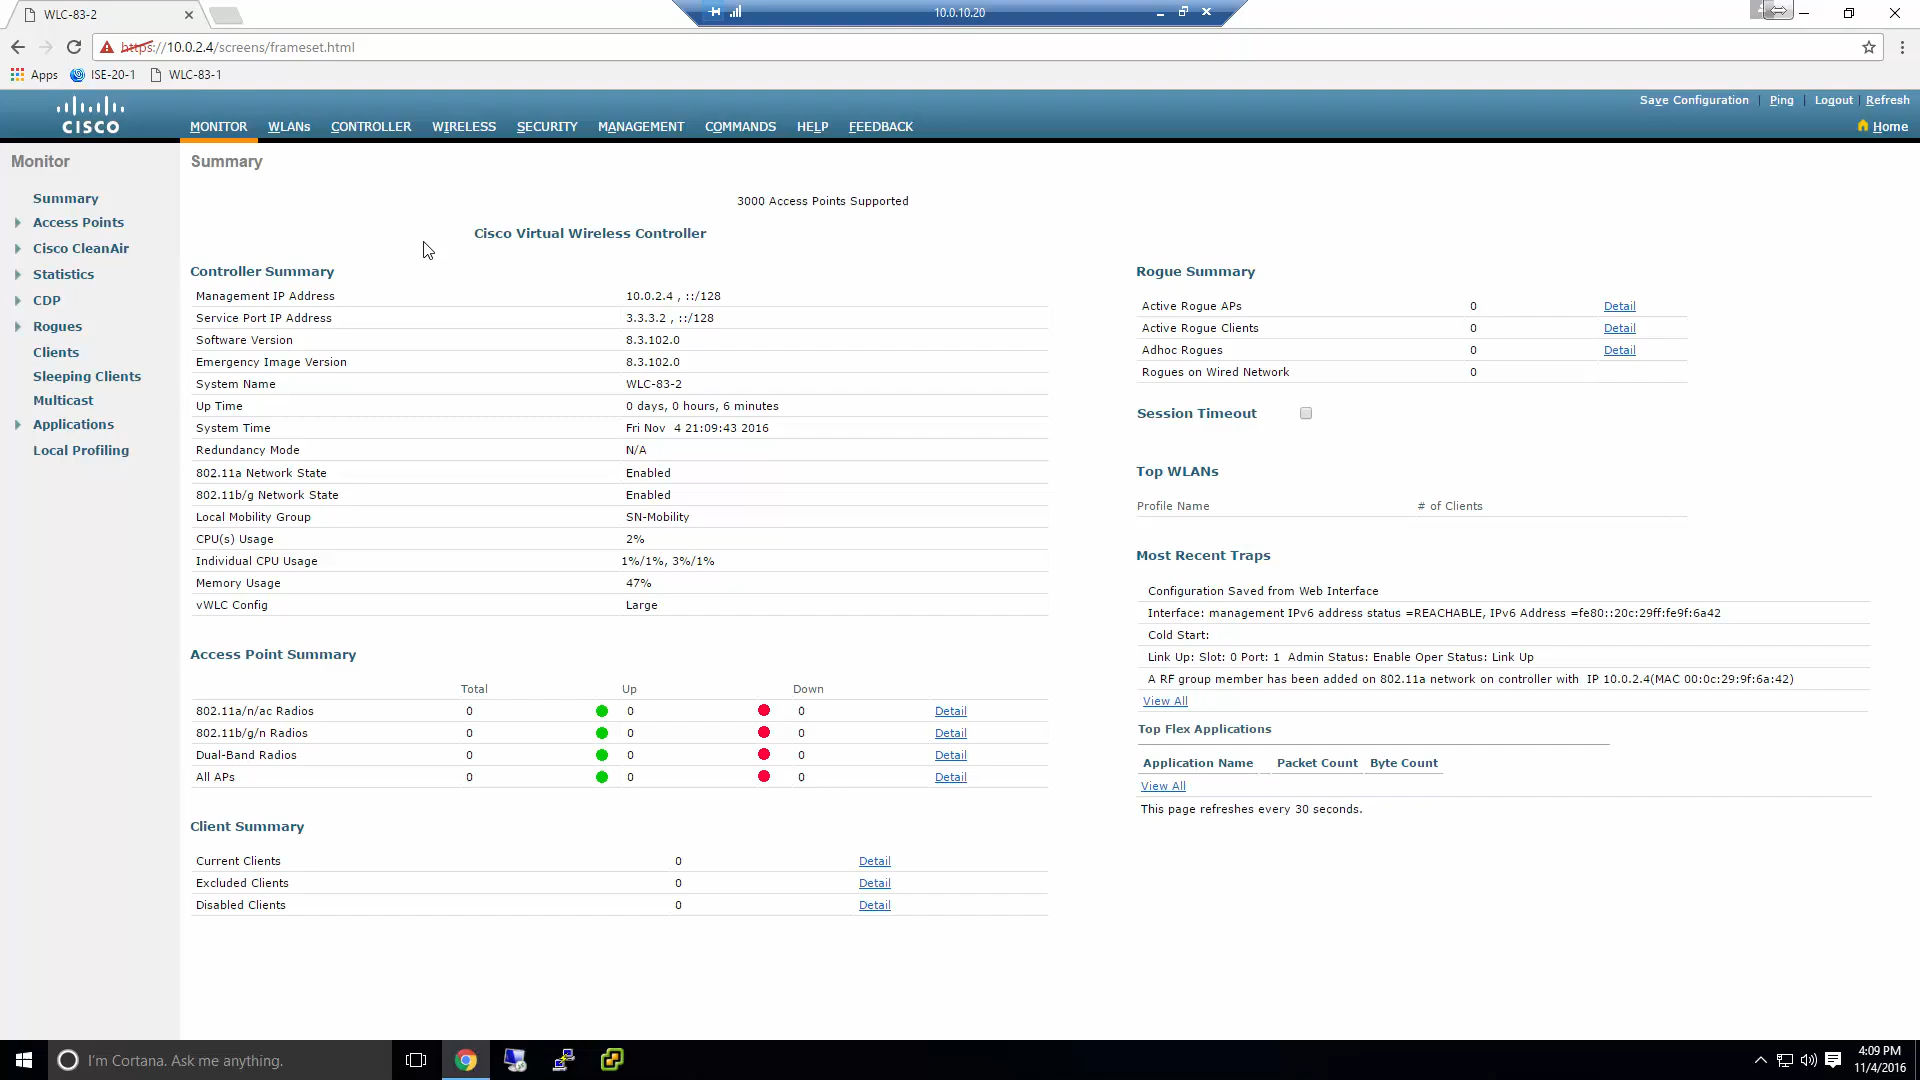 WLC-83-2
10.0.10.20
https://10.0.2.4/screens/frameset.html
Apps ISE-20-1 WLC-83-1
Save Configuration | Ping | Logout | Refresh
CISCO
MONITOR WLANs CONTROLLER WIRELESS SECURITY MANAGEMENT COMMANDS HELP FEEDBACK
Home
Monitor
Summary
Access Points
Cisco CleanAir
Statistics
CDP
Rogues
Clients
Sleeping Clients
Multicast
Applications
Local Profiling
Summary
3000 Access Points Supported
Cisco Virtual Wireless Controller
Controller Summary
Management IP Address 10.0.2.4 , ::/128
Service Port IP Address 3.3.3.2 , ::/128
Software Version 8.3.102.0
Emergency Image Version 8.3.102.0
System Name WLC-83-2
Up Time 0 days, 0 hours, 6 minutes
System Time Fri Nov 4 21:09:43 2016
Redundancy Mode N/A
802.11a Network State Enabled
802.11b/g Network State Enabled
Local Mobility Group SN-Mobility
CPU(s) Usage 2%
Individual CPU Usage 1%/1%, 3%/1%
Memory Usage 47%
vWLC Config Large
Access Point Summary
Total Up Down
802.11a/n/ac Radios 0 0 0 Detail
802.11b/g/n Radios 0 0 0 Detail
Dual-Band Radios 0 0 0 Detail
All APs 0 0 0 Detail
Client Summary
Current Clients 0 Detail
Excluded Clients 0 Detail
Disabled Clients 0 Detail
Rogue Summary
Active Rogue APs 0 Detail
Active Rogue Clients 0 Detail
Adhoc Rogues 0 Detail
Rogues on Wired Network 0
Session Timeout
Top WLANs
Profile Name # of Clients
Most Recent Traps
Configuration Saved from Web Interface
Interface: management IPv6 address status =REACHABLE, IPv6 Address =fe80::20c:29ff:fe9f:6a42
Cold Start:
Link Up: Slot: 0 Port: 1 Admin Status: Enable Oper Status: Link Up
A RF group member has been added on 802.11a network on controller with IP 10.0.2.4(MAC 00:0c:29:9f:6a:42)
View All
Top Flex Applications
Application Name Packet Count Byte Count
View All
This page refreshes every 30 seconds.
I'm Cortana. Ask me anything.
4:09 PM
11/4/2016